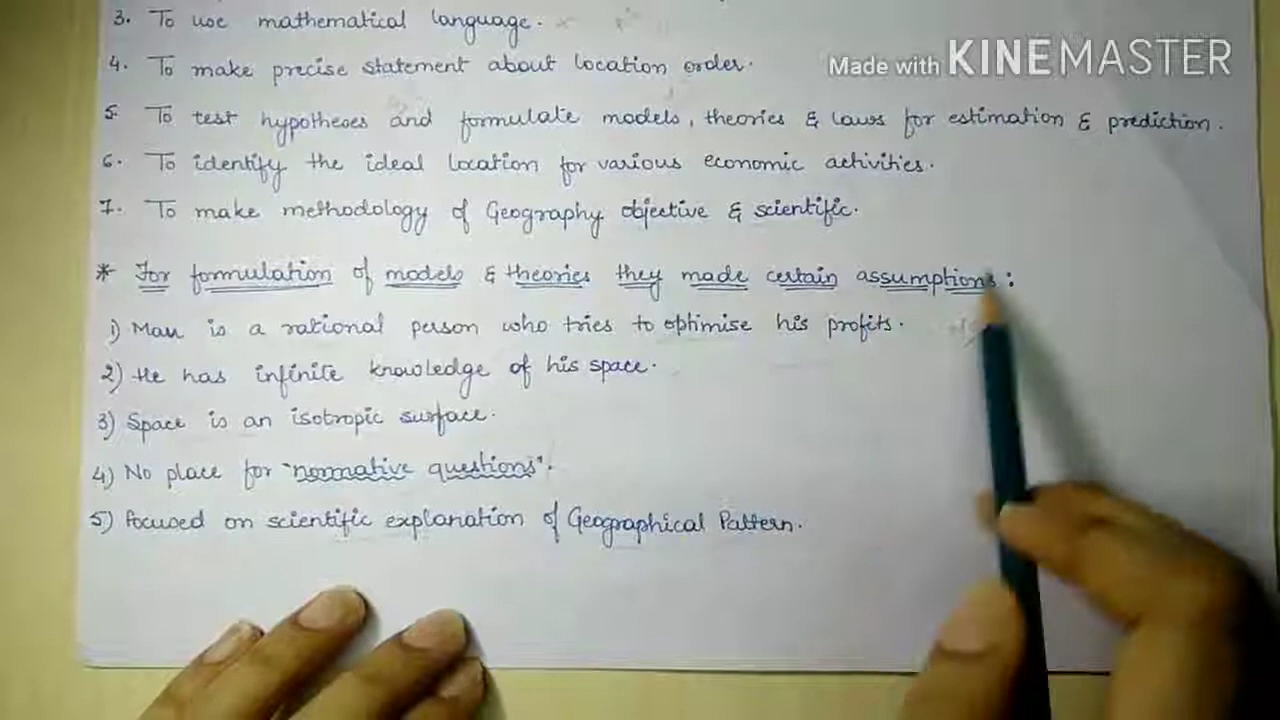 3. To use mathematical language.
4. To make precise statement about location order.
Made with KINEMASTER
5. To test hypotheses and formulate models, theories & laws for estimation & prediction.
6. To identify the ideal location for various economic activities.
7. To make methodology of Geography objective & scientific.
* For formulation of models & theories they made certain assumptions:
1) Man is a rational person who tries to optimise his profits.
2) He has infinite knowledge of his space.
3) Space is an isotropic surface.
4) No place for "normative questions".
5) Focused on scientific explanation of Geographical Pattern.